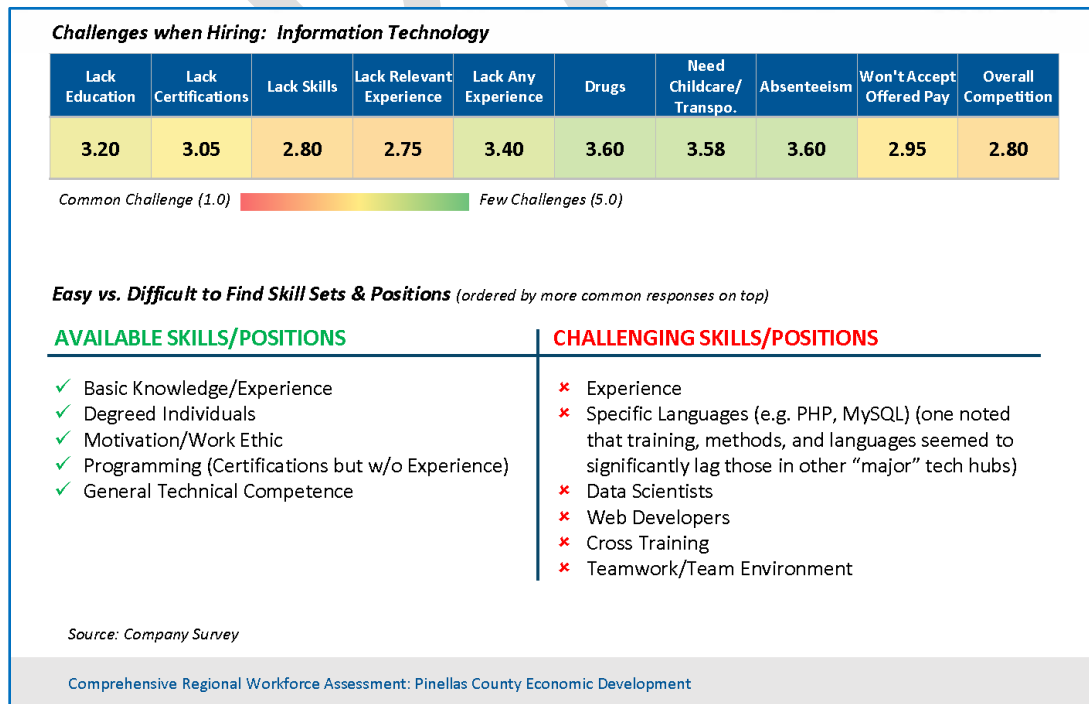 Challenges when Hiring: Information Technology
Lack Education
Lack Certifications
Lack Skills
Lack Relevant Experience
Lack Any Experience
Drugs
Need Childcare/ Transpo.
Absenteeism
Won't Accept Offered Pay
Overall Competition
3.20 3.05 2.80 2.75 3.40 3.60 3.58 3.60 2.95 2.80
Common Challenge (1.0) Few Challenges (5.0)
Easy vs. Difficult to Find Skill Sets & Positions (ordered by more common responses on top)
AVAILABLE SKILLS/POSITIONS
✓ Basic Knowledge/Experience
✓ Degreed Individuals
✓ Motivation/Work Ethic
✓ Programming (Certifications but w/o Experience)
✓ General Technical Competence
CHALLENGING SKILLS/POSITIONS
× Experience
× Specific Languages (e.g. PHP, MySQL) (one noted
that training, methods, and languages seemed to
significantly lag those in other “major” tech hubs)
× Data Scientists
× Web Developers
× Cross Training
× Teamwork/Team Environment
Source: Company Survey
Comprehensive Regional Workforce Assessment: Pinellas County Economic Development